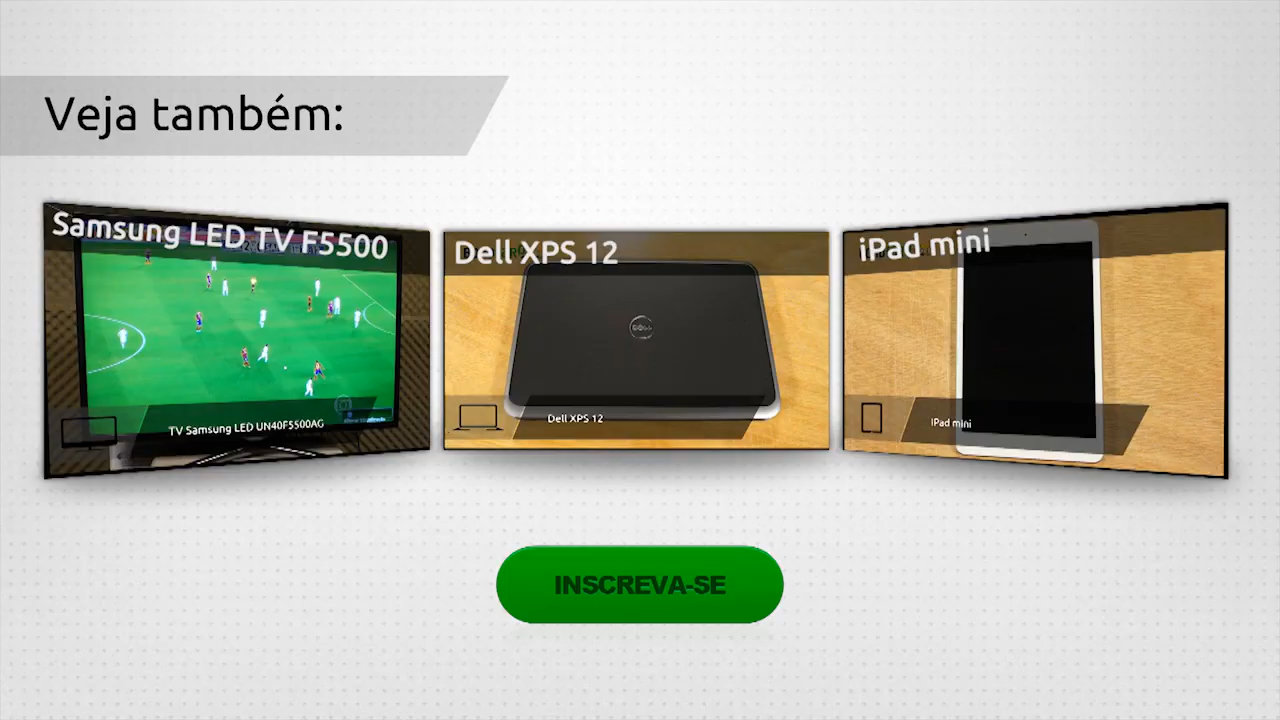 Veja também:
Samsung LED TV F5500
Dell XPS 12
iPad mini
DELL
TV Samsung LED UN40F5500AG
Dell XPS 12
iPad mini
INSCREVA-SE